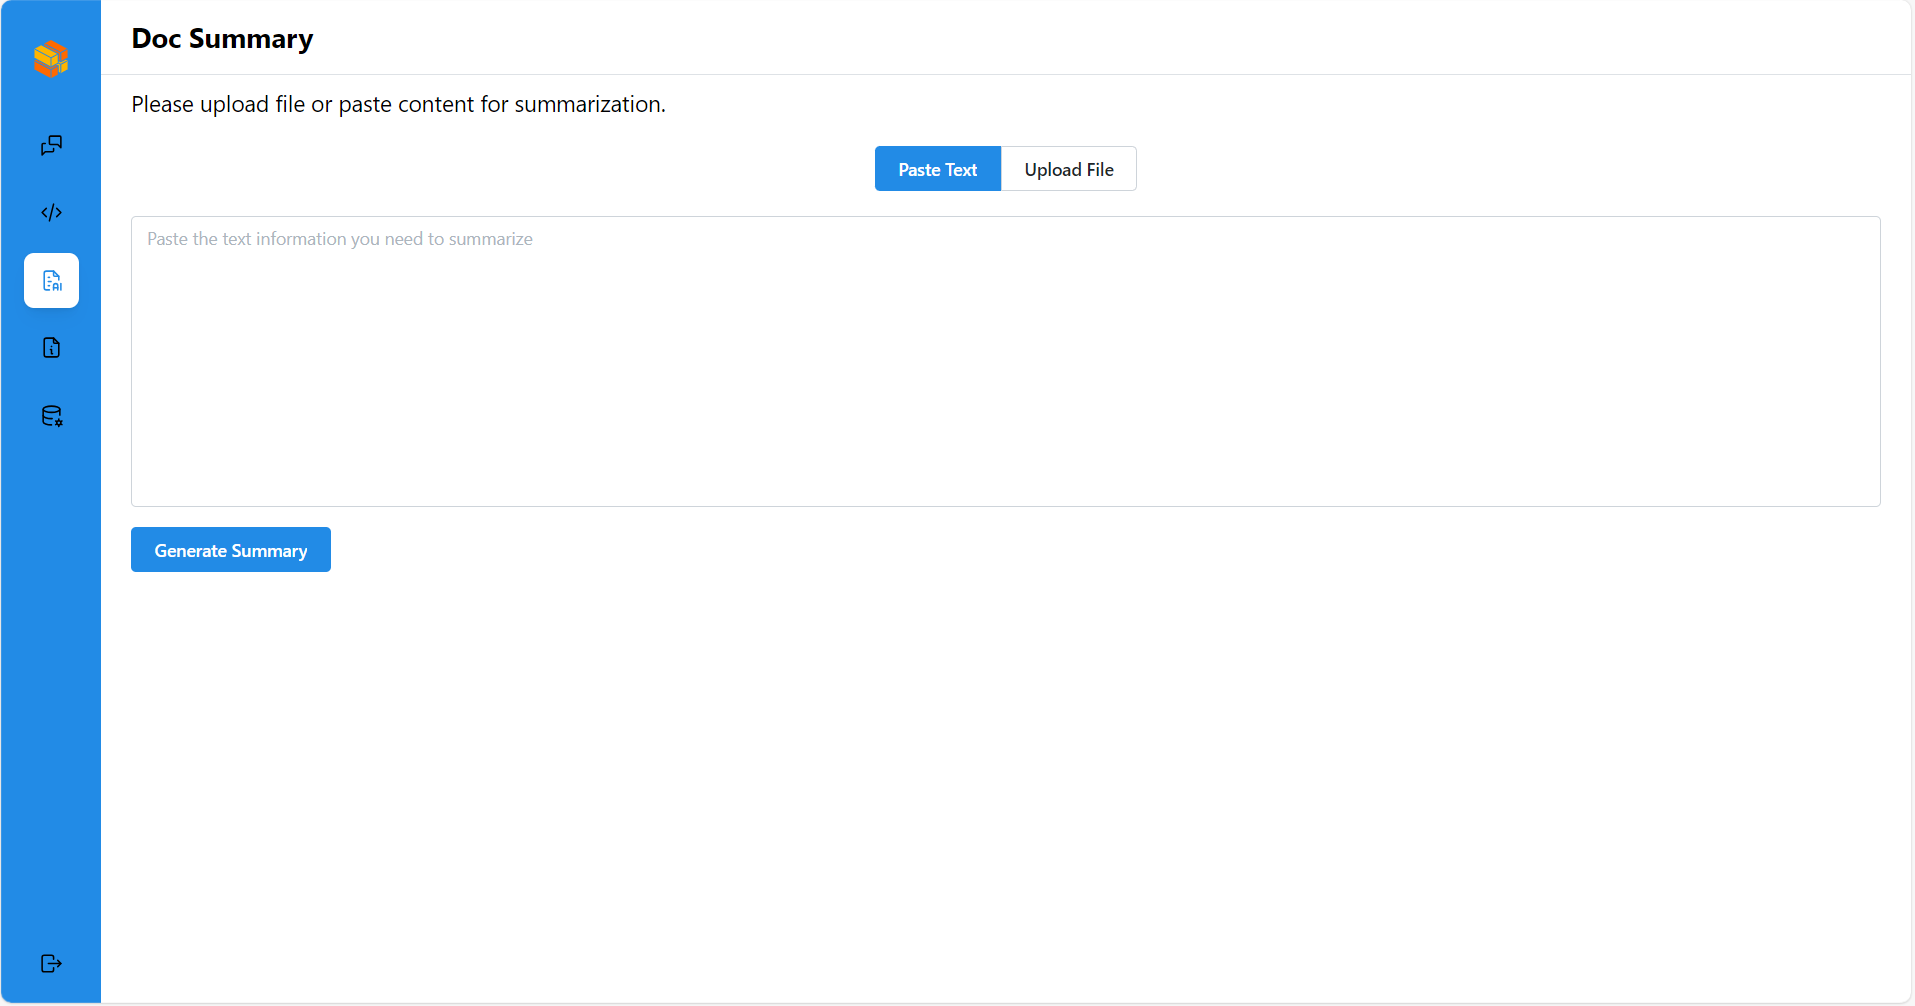 Doc Summary
Please upload file or paste content for summarization.
Paste Text
Upload File
Paste the text information you need to summarize
AI
Generate Summary